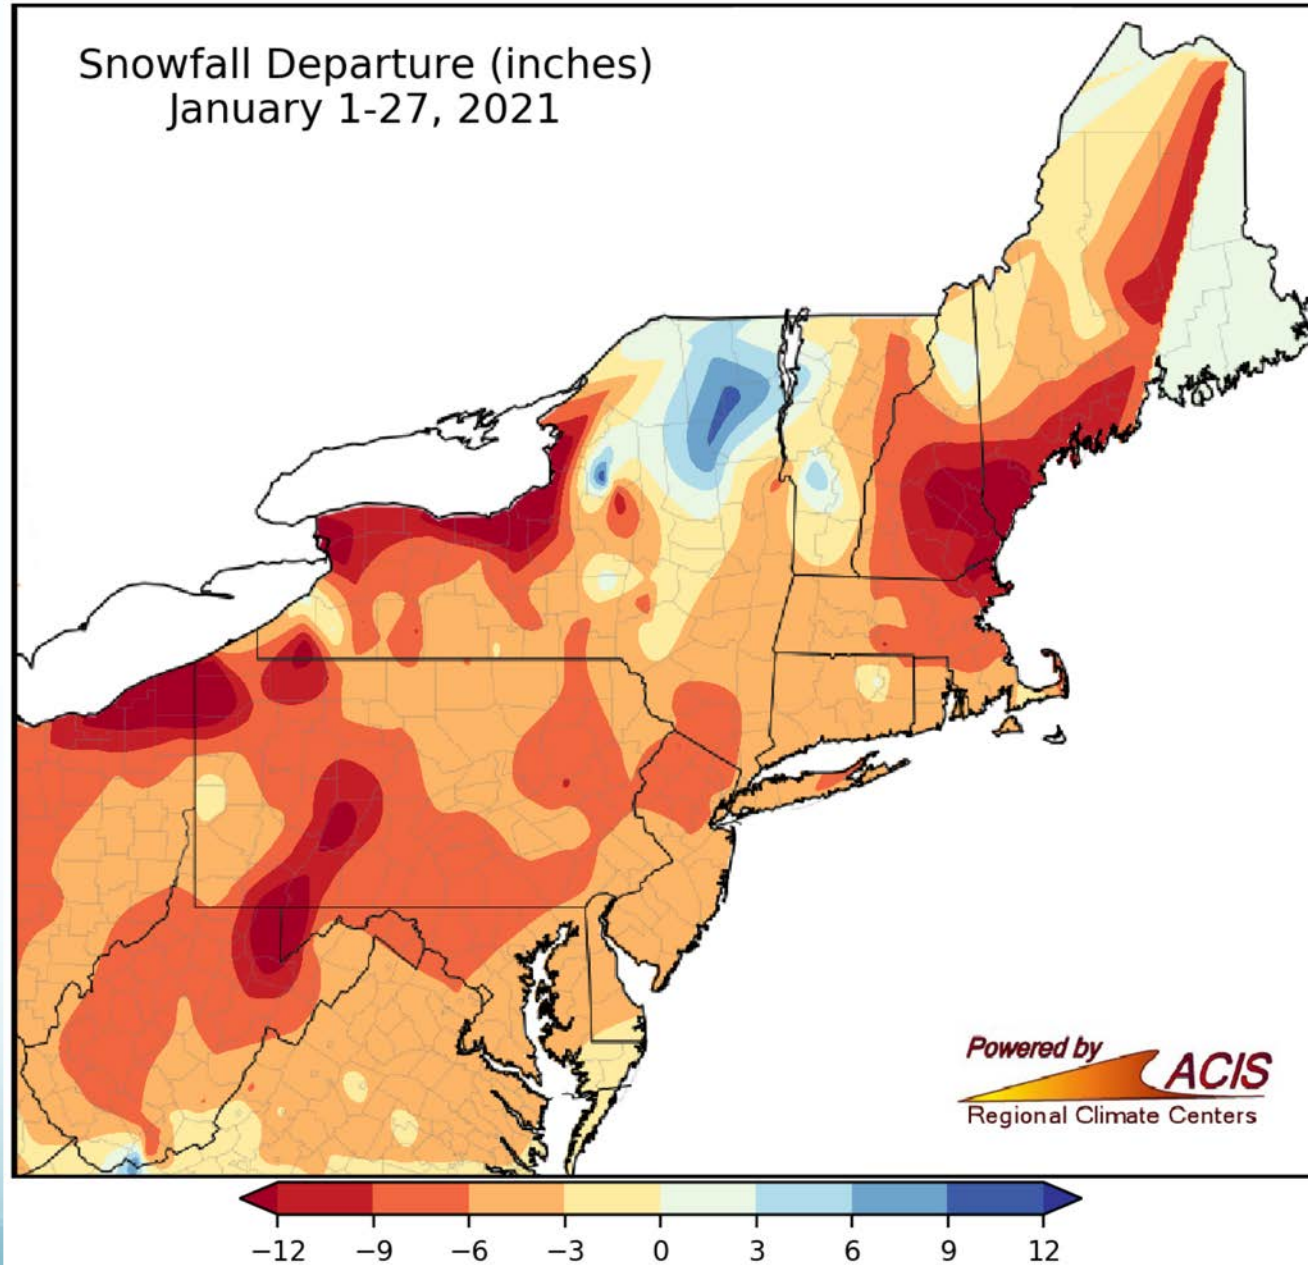 Snowfall Departure (inches)
January 1-27, 2021
Powered by
ACIS
Regional Climate Centers
−12 −9 −6 −3 0 3 6 9 12